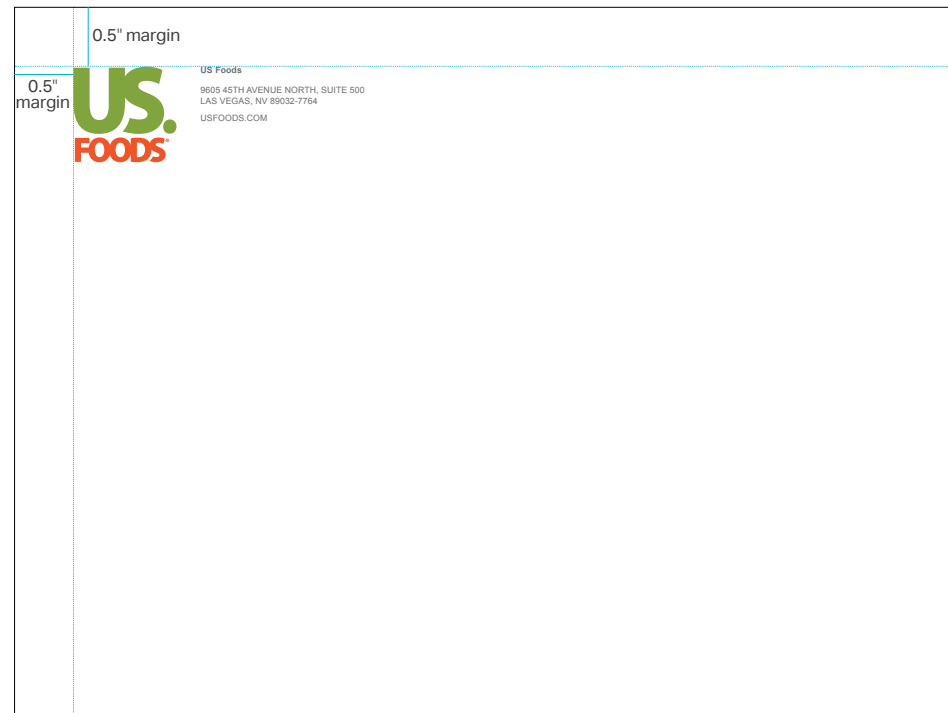 0.5" margin
0.5"
margin
US.
FOODS®
US Foods
9605 45TH AVENUE NORTH, SUITE 500
LAS VEGAS, NV 89032-7764
USFOODS.COM